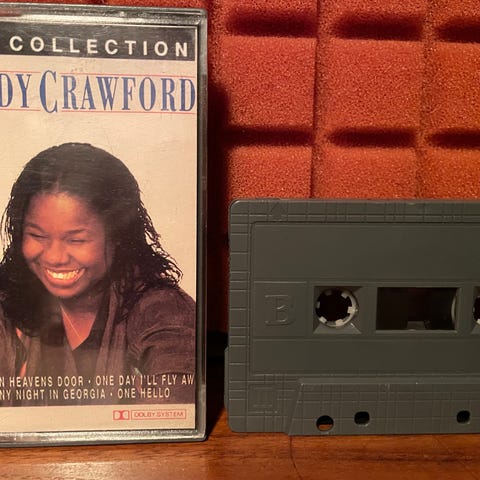 COLLECTION
DY CRAWFORD
N HEAVENS DOOR • ONE DAY I'LL FLY AW
NY NIGHT IN GEORGIA • ONE HELLO
DOLBY SYSTEM
B